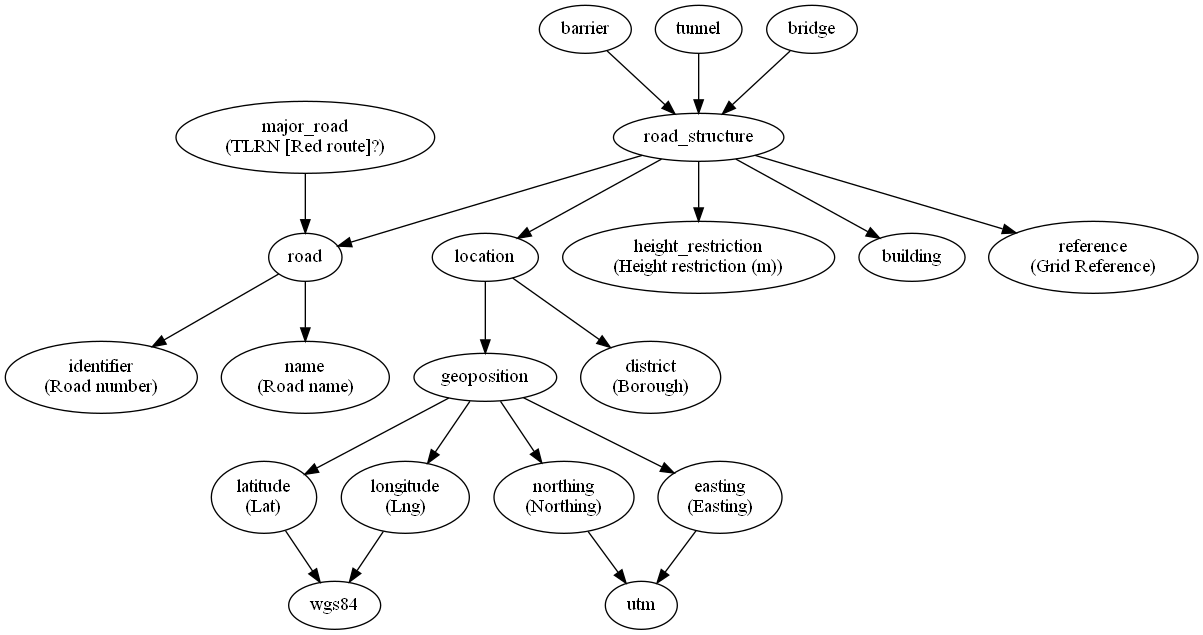 barrier
tunnel
bridge
major_road
(TLRN [Red route]?)
road_structure
road
location
height_restriction
(Height restriction (m))
building
reference
(Grid Reference)
identifier
(Road number)
name
(Road name)
geoposition
district
(Borough)
latitude
(Lat)
longitude
(Lng)
northing
(Northing)
easting
(Easting)
wgs84
utm